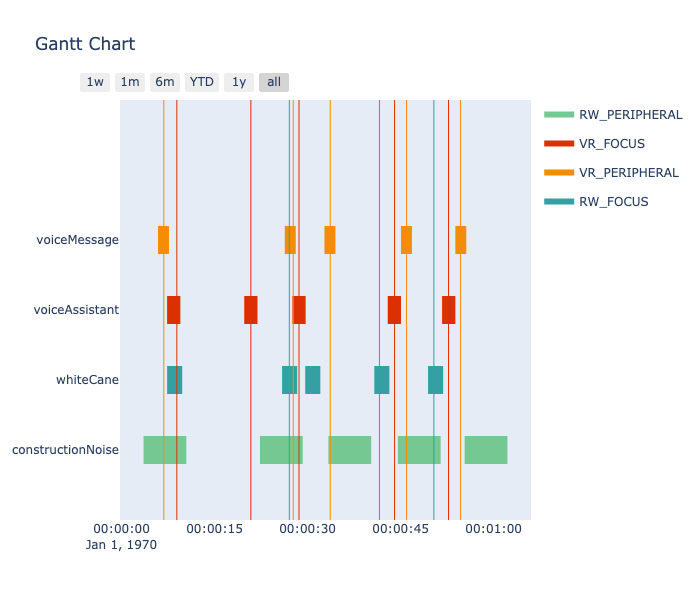 Gantt Chart
1w 1m 6m YTD 1y all
RW_PERIPHERAL
VR_FOCUS
VR_PERIPHERAL
RW_FOCUS
voiceMessage
voiceAssistant
whiteCane
constructionNoise
00:00:00 00:00:15 00:00:30 00:00:45 00:01:00
Jan 1, 1970